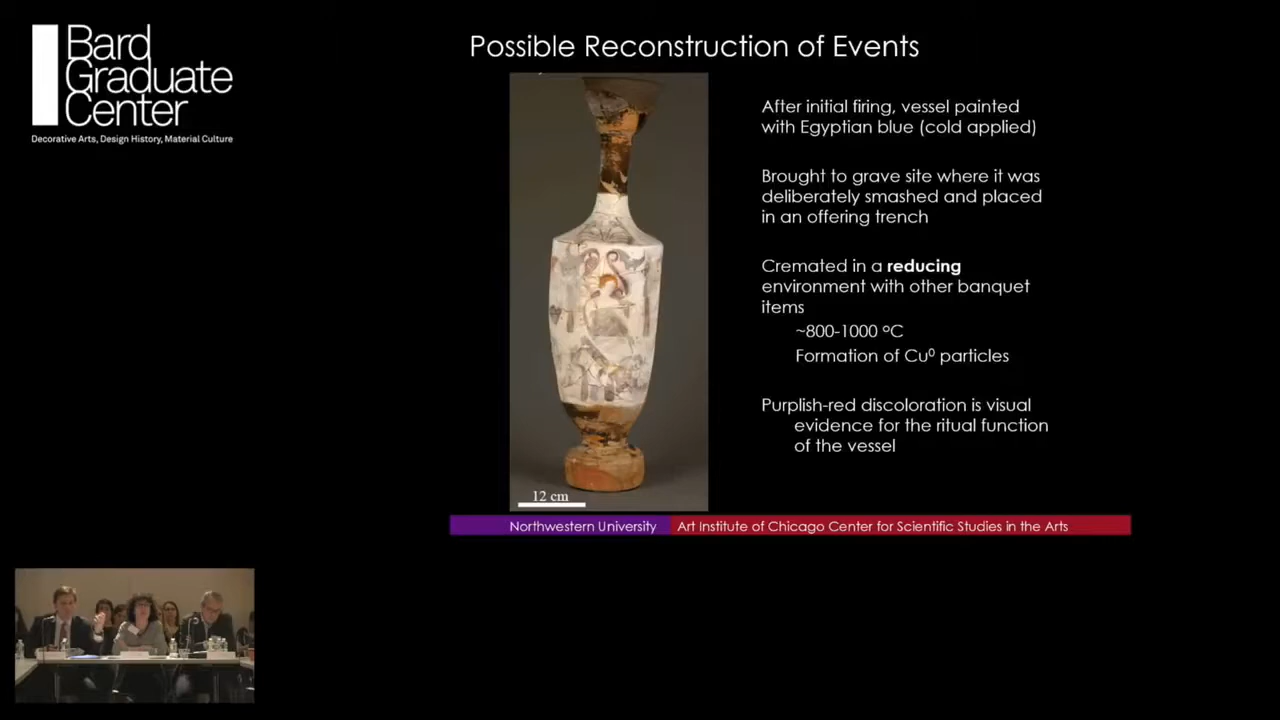 Bard
Graduate
Center
Decorative Arts, Design History, Material Culture
Possible Reconstruction of Events
After initial firing, vessel painted
with Egyptian blue (cold applied)
Brought to grave site where it was
deliberately smashed and placed
in an offering trench
Cremated in a reducing
environment with other banquet
items
~800-1000 ºC
Formation of Cu⁰ particles
Purplish-red discoloration is visual
evidence for the ritual function
of the vessel
12 cm
Northwestern University
Art Institute of Chicago Center for Scientific Studies in the Arts